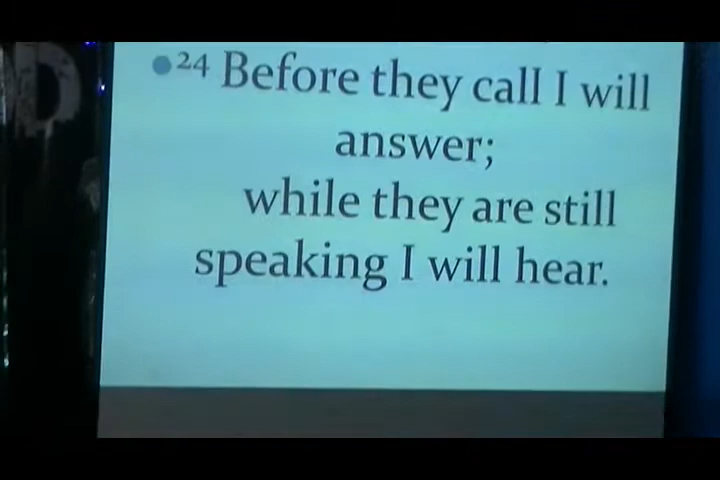 24 Before they call I will
answer;
while they are still
speaking I will hear.